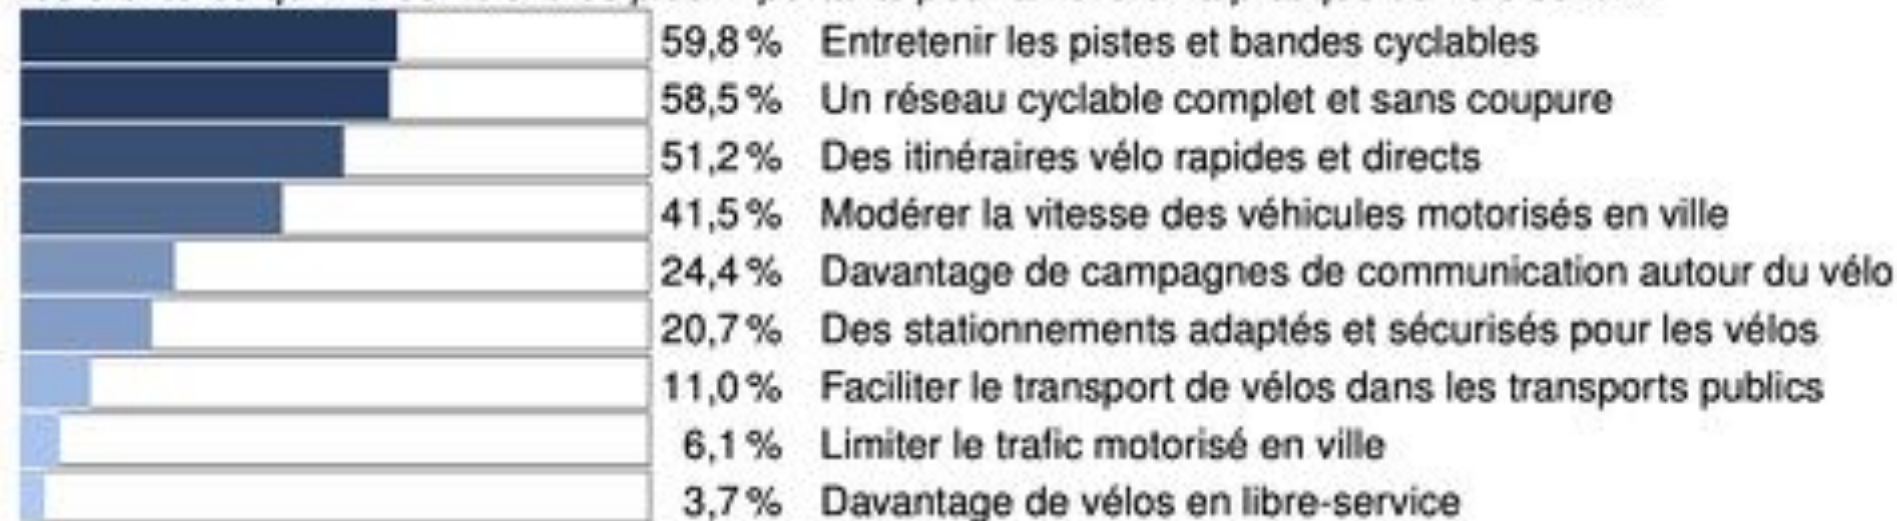 59,8 % Entretenir les pistes et bandes cyclables
58,5 % Un réseau cyclable complet et sans coupure
51,2 % Des itinéraires vélo rapides et directs
41,5 % Modérer la vitesse des véhicules motorisés en ville
24,4 % Davantage de campagnes de communication autour du vélo
20,7 % Des stationnements adaptés et sécurisés pour les vélos
11,0 % Faciliter le transport de vélos dans les transports publics
6,1 % Limiter le trafic motorisé en ville
3,7 % Davantage de vélos en libre-service